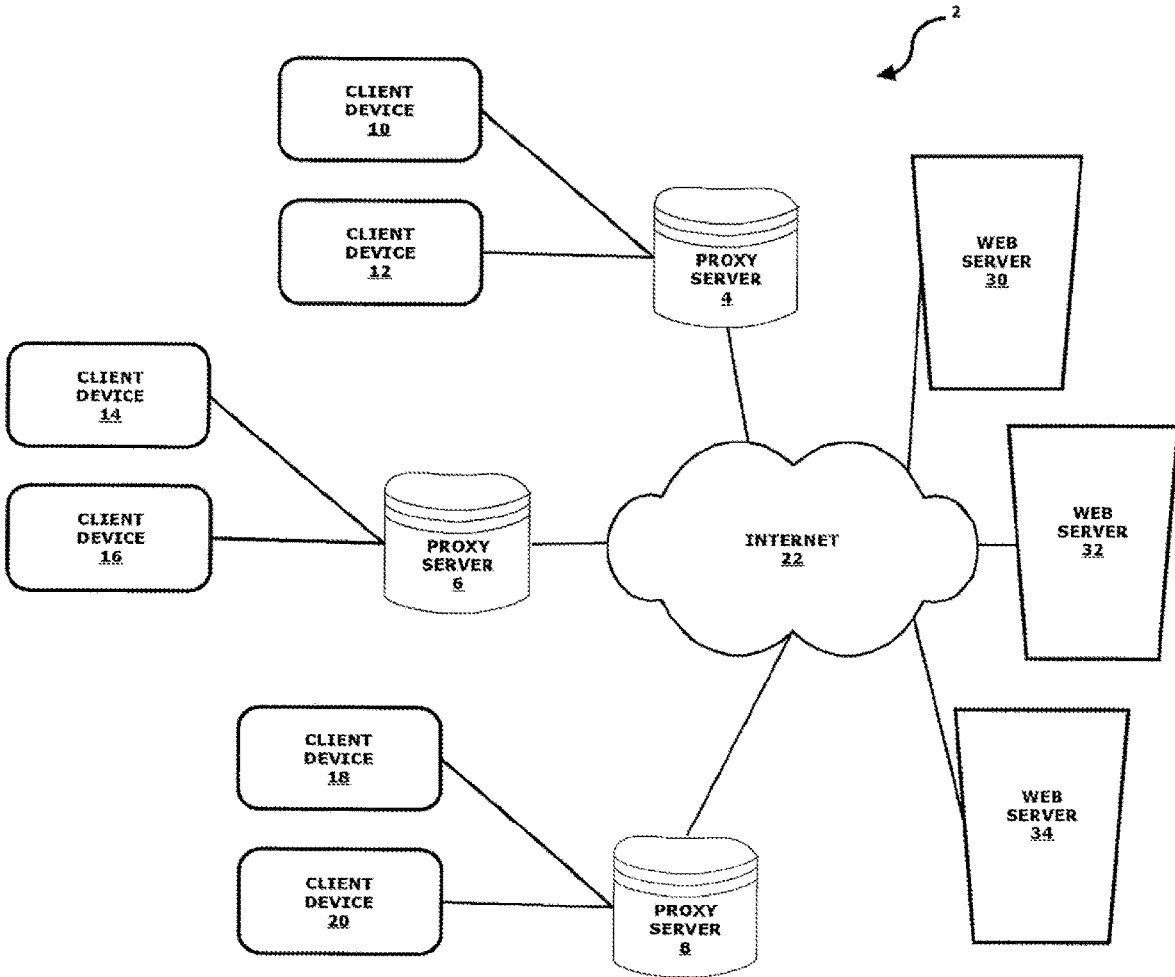 2
CLIENT
DEVICE
10
CLIENT
DEVICE
12
PROXY
SERVER
4
WEB
SERVER
30
CLIENT
DEVICE
14
CLIENT
DEVICE
16
PROXY
SERVER
6
INTERNET
22
WEB
SERVER
32
CLIENT
DEVICE
18
CLIENT
DEVICE
20
PROXY
SERVER
8
WEB
SERVER
34